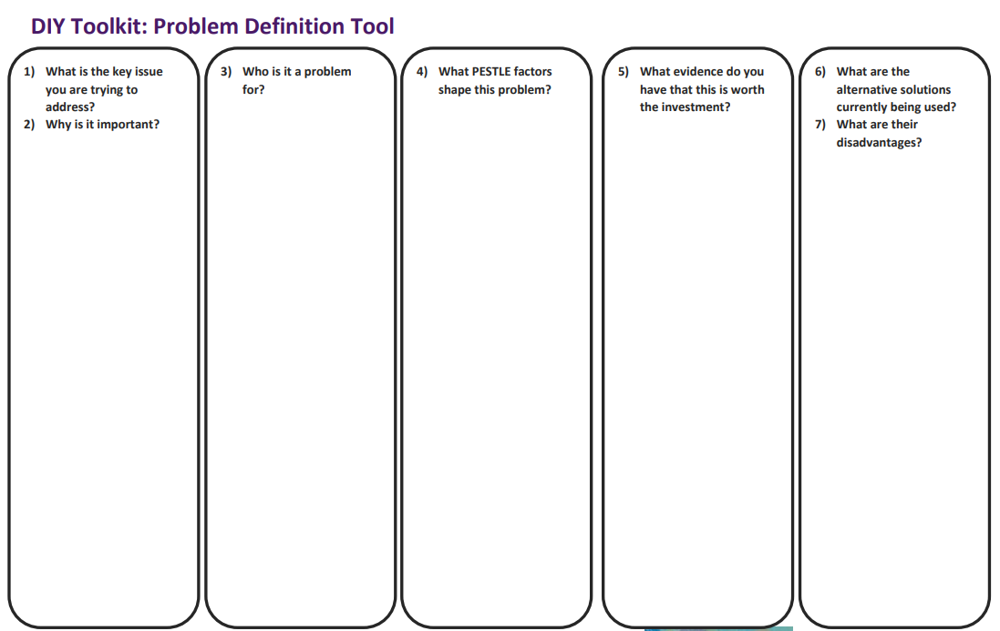 DIY Toolkit: Problem Definition Tool
1) What is the key issue
you are trying to
address?
2) Why is it important?
3) Who is it a problem
for?
4) What PESTLE factors
shape this problem?
5) What evidence do you
have that this is worth
the investment?
6) What are the
alternative solutions
currently being used?
7) What are their
disadvantages?